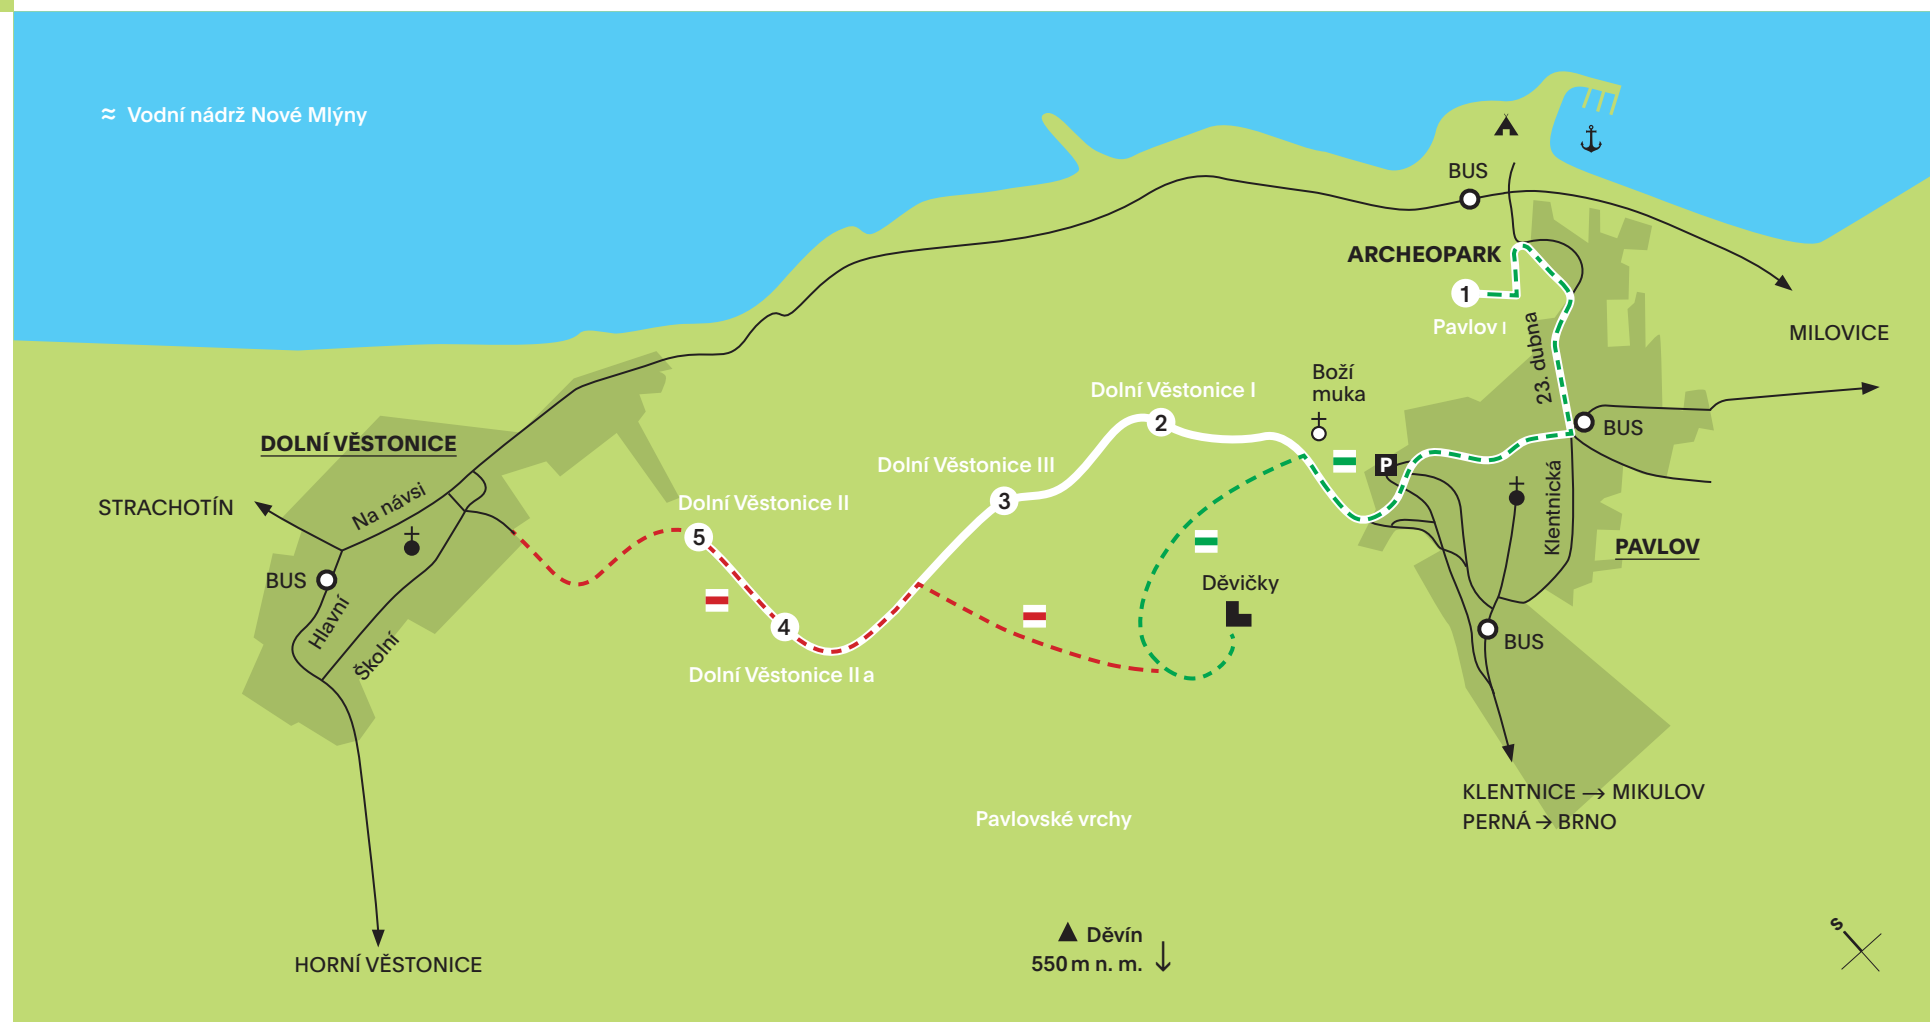 ≈ Vodní nádrž Nové Mlýny
BUS
ARCHEOPARK
1
Pavlov I
23. dubna
MILOVICE
Boží
muka
Dolní Věstonice I
2
BUS
DOLNÍ VĚSTONICE
Dolní Věstonice III
3
P
Klentnická
PAVLOV
STRACHOTÍN
Na návsi
Dolní Věstonice II
5
BUS
Hlavní
Školní
4
Dolní Věstonice II a
Děvičky
BUS
KLENTNICE → MIKULOV
PERNÁ → BRNO
Pavlovské vrchy
Děvín
550 m n. m.
HORNÍ VĚSTONICE
S